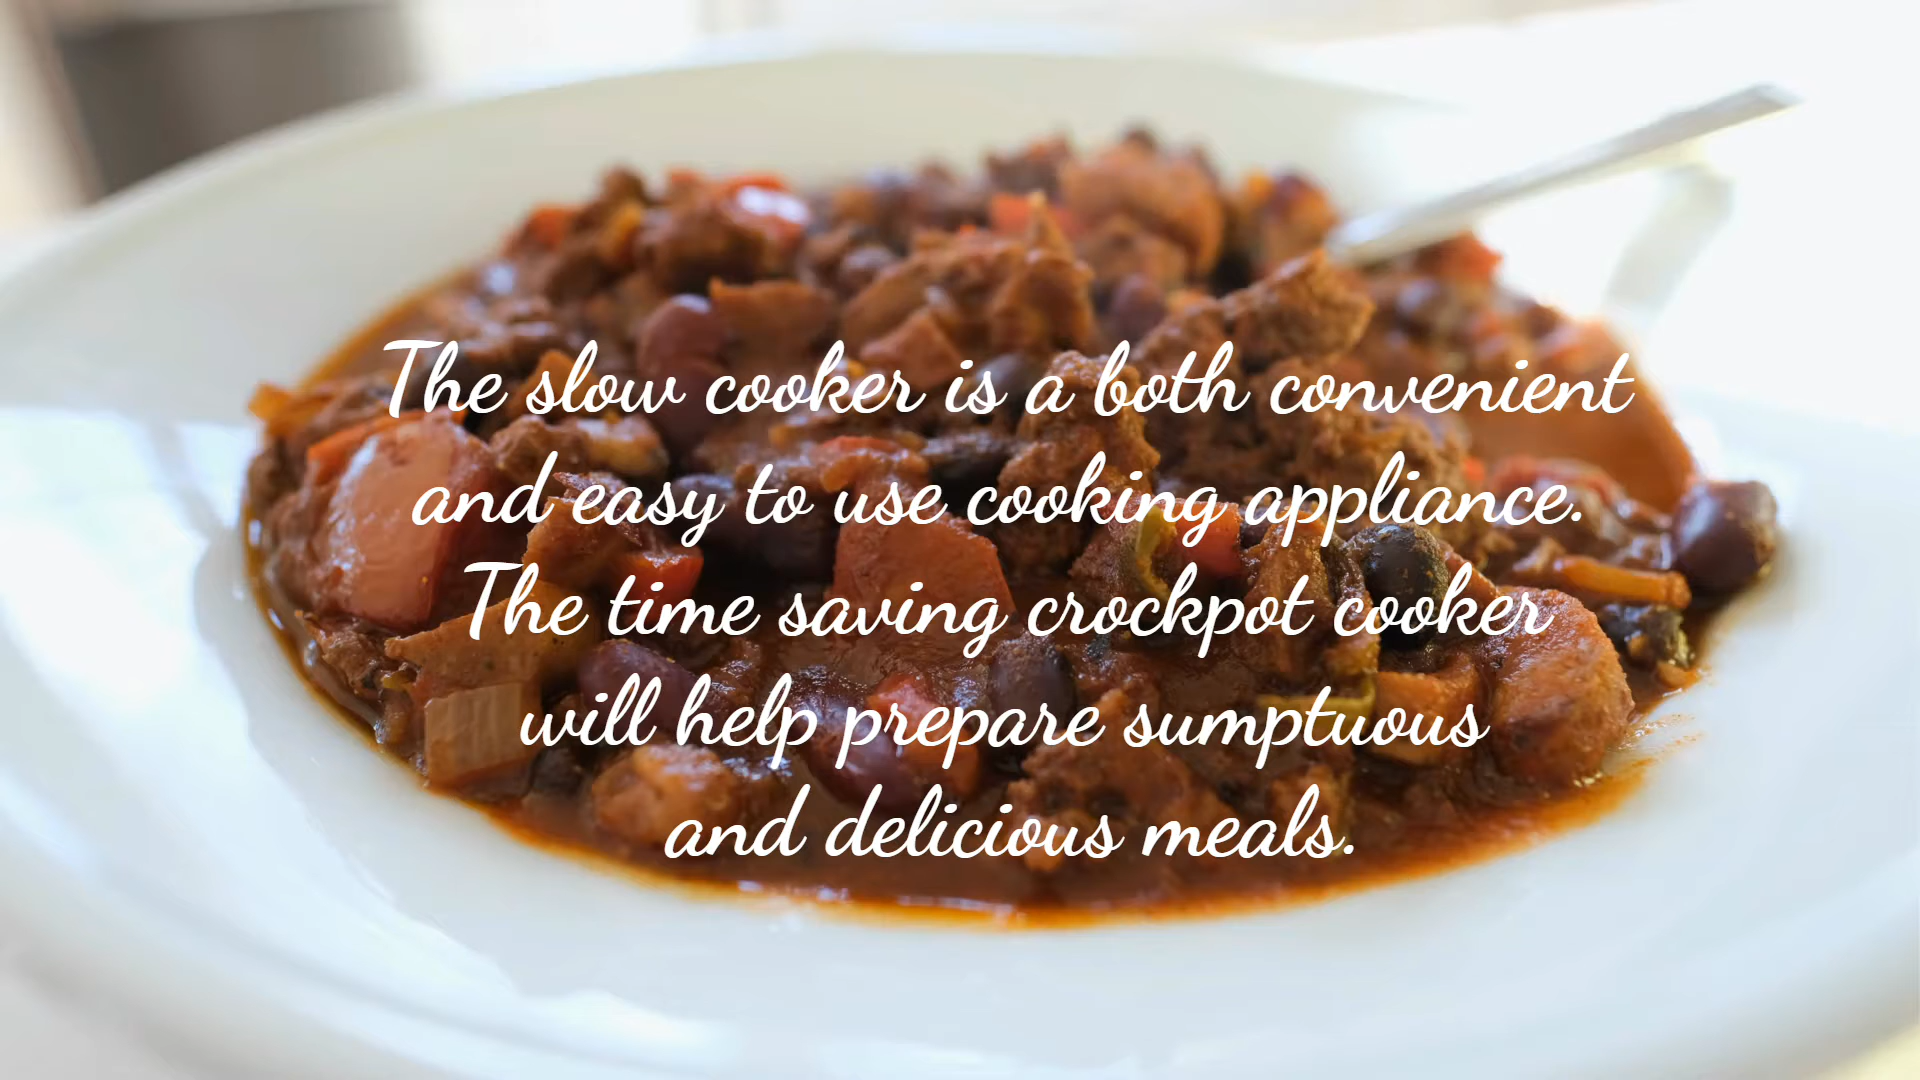 The slow cooker is a both convenient
and easy to use cooking appliance.
The time saving crockpot cooker
will help prepare sumptuous
and delicious meals.